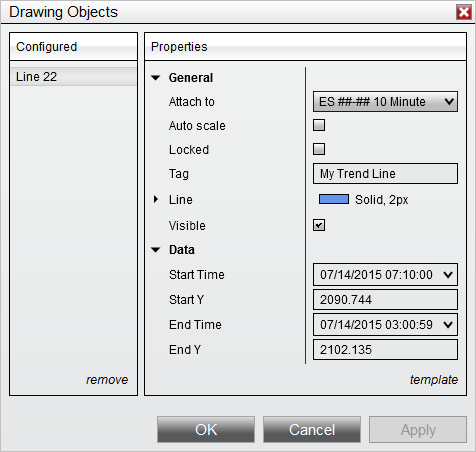 Drawing Objects
Configured
Line 22
remove
Properties
General
Attach to ES ##-## 10 Minute
Auto scale
Locked
Tag My Trend Line
Line Solid, 2px
Visible
Data
Start Time 07/14/2015 07:10:00
Start Y 2090.744
End Time 07/14/2015 03:00:59
End Y 2102.135
template
OK Cancel Apply